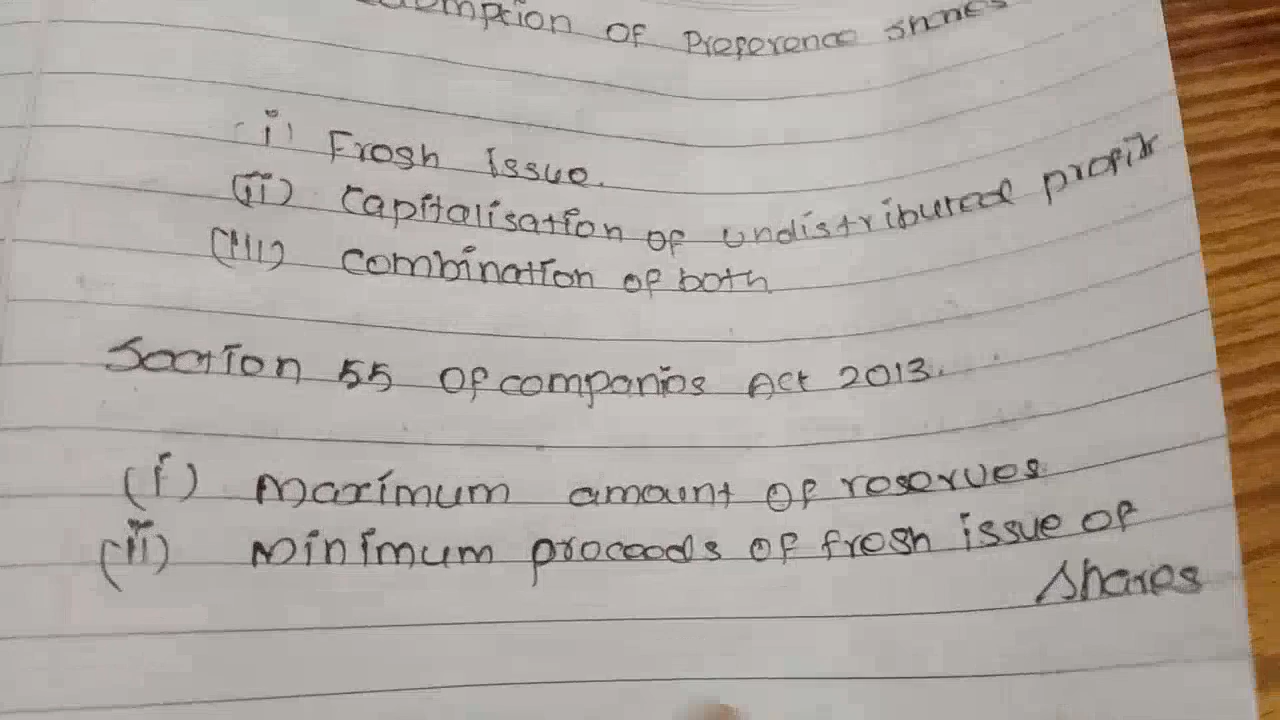 of Preference shares
(i) Fresh issue.
(ii) Capitalisation of undistributed profit
(iii) combination of both
Section 55 of companies Act 2013.
(i) Maximum amount of reserves
(ii) Minimum proceeds of fresh issue of
shares